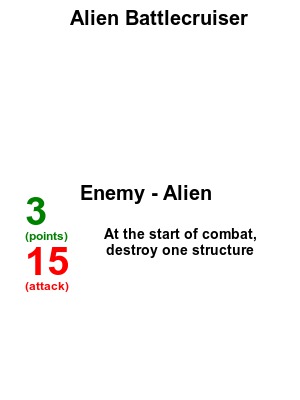 Alien Battlecruiser
Enemy - Alien
3
(points)
At the start of combat,
destroy one structure
15
(attack)